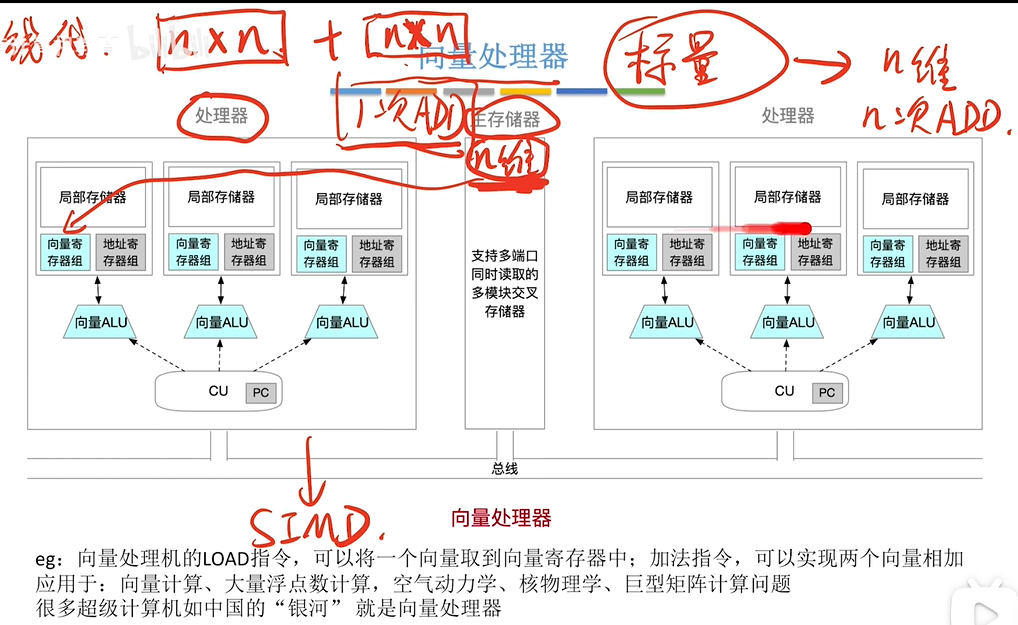 线代. n×n + n×n
向量处理器
标量 → n维
n次ADD.
1次ADD
n维
处理器
主存储器
处理器
局部存储器 局部存储器 局部存储器
向量寄存器组 地址寄存器组 向量寄存器组 地址寄存器组 向量寄存器组 地址寄存器组
向量ALU 向量ALU 向量ALU
CU PC
支持多端口
同时读取的
多模块交叉
存储器
局部存储器 局部存储器 局部存储器
向量寄存器组 地址寄存器组 向量寄存器组 地址寄存器组 向量寄存器组 地址寄存器组
向量ALU 向量ALU 向量ALU
CU PC
总线
SIMD.
向量处理器
eg：向量处理机的LOAD指令，可以将一个向量取到向量寄存器中；加法指令，可以实现两个向量相加
应用于：向量计算、大量浮点数计算，空气动力学、核物理学、巨型矩阵计算问题
很多超级计算机如中国的“银河” 就是向量处理器